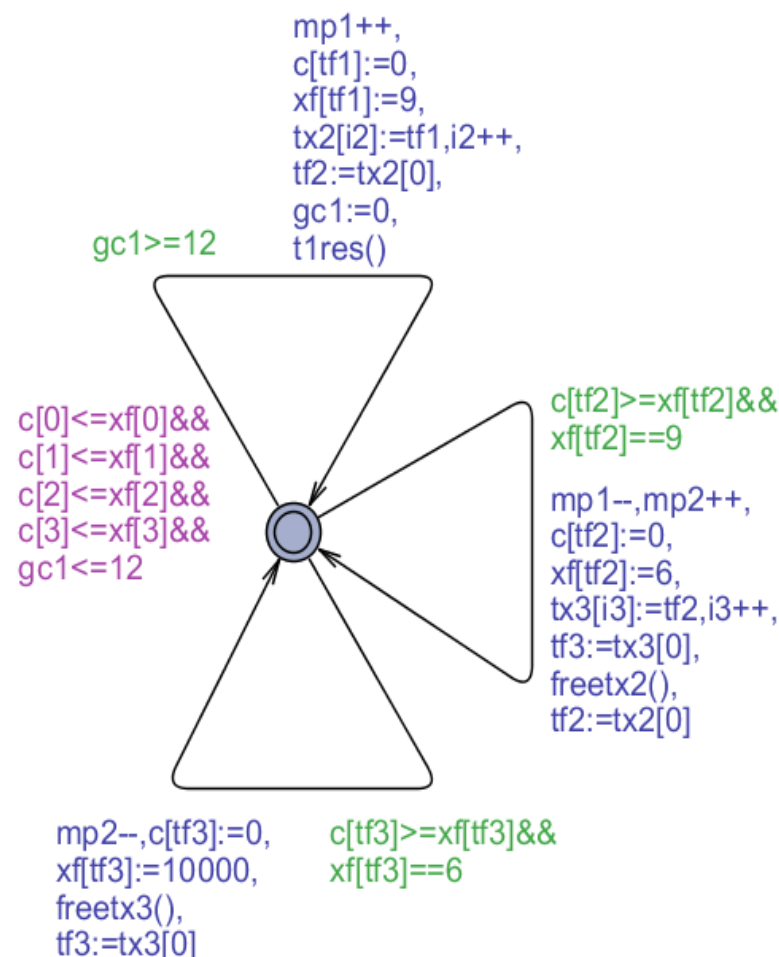 mp1++,
c[tf1]:=0,
xf[tf1]:=9,
tx2[i2]:=tf1,i2++,
tf2:=tx2[0],
gc1:=0,
t1res()
gc1>=12
c[0]<=xf[0]&&
c[1]<=xf[1]&&
c[2]<=xf[2]&&
c[3]<=xf[3]&&
gc1<=12
c[tf2]>=xf[tf2]&&
xf[tf2]==9
mp1--,mp2++,
c[tf2]:=0,
xf[tf2]:=6,
tx3[i3]:=tf2,i3++,
tf3:=tx3[0],
freetx2(),
tf2:=tx2[0]
mp2--,c[tf3]:=0,
xf[tf3]:=10000,
freetx3(),
tf3:=tx3[0]
c[tf3]>=xf[tf3]&&
xf[tf3]==6